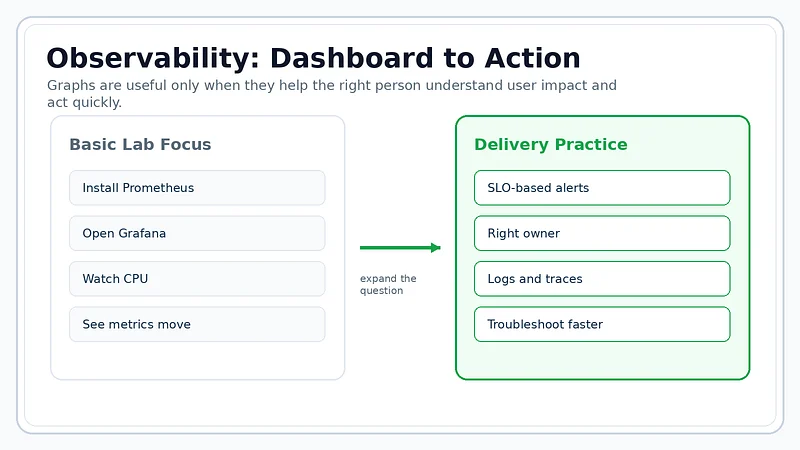 Observability: Dashboard to Action
Graphs are useful only when they help the right person understand user impact and
act quickly.
Basic Lab Focus
Install Prometheus
Open Grafana
Watch CPU
See metrics move
expand the
question
Delivery Practice
SLO-based alerts
Right owner
Logs and traces
Troubleshoot faster